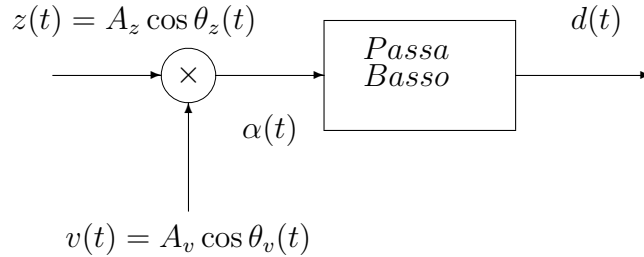 z(t) = A_z cos θ_z(t)
d(t)
×
Passa
Basso
α(t)
v(t) = A_v cos θ_v(t)